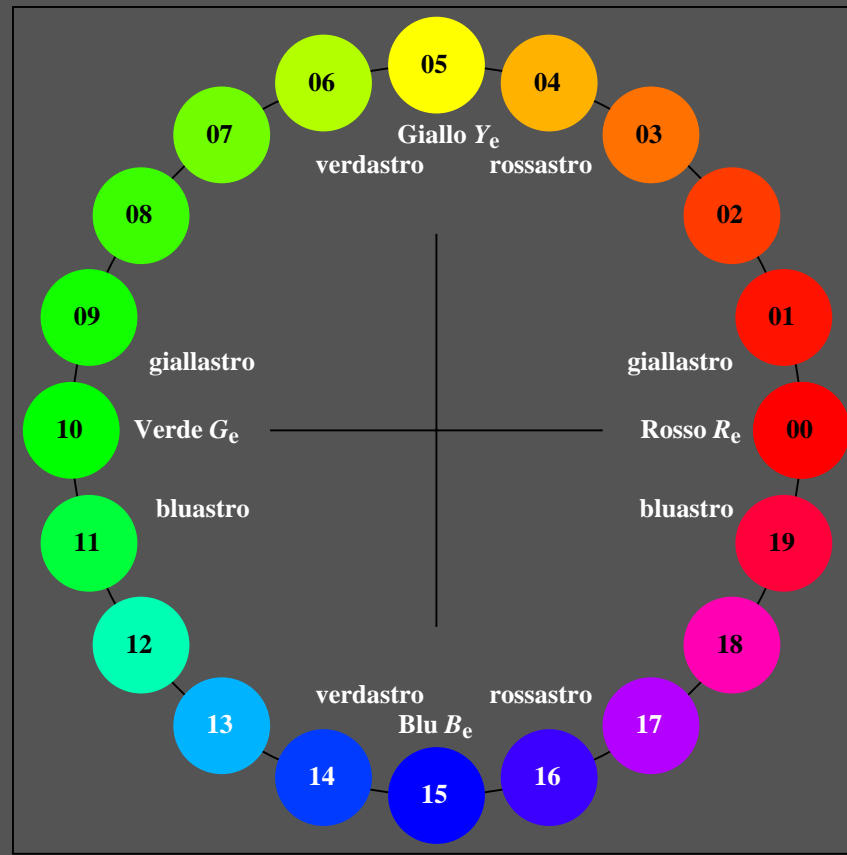 05
06
04
07
03
Giallo Yₑ
verdastro
rossastro
08
02
09
01
giallastro
giallastro
10
Verde Gₑ
Rosso Rₑ
00
bluastro
bluastro
11
19
12
18
verdastro
rossastro
13
Blu Bₑ
17
14
16
15